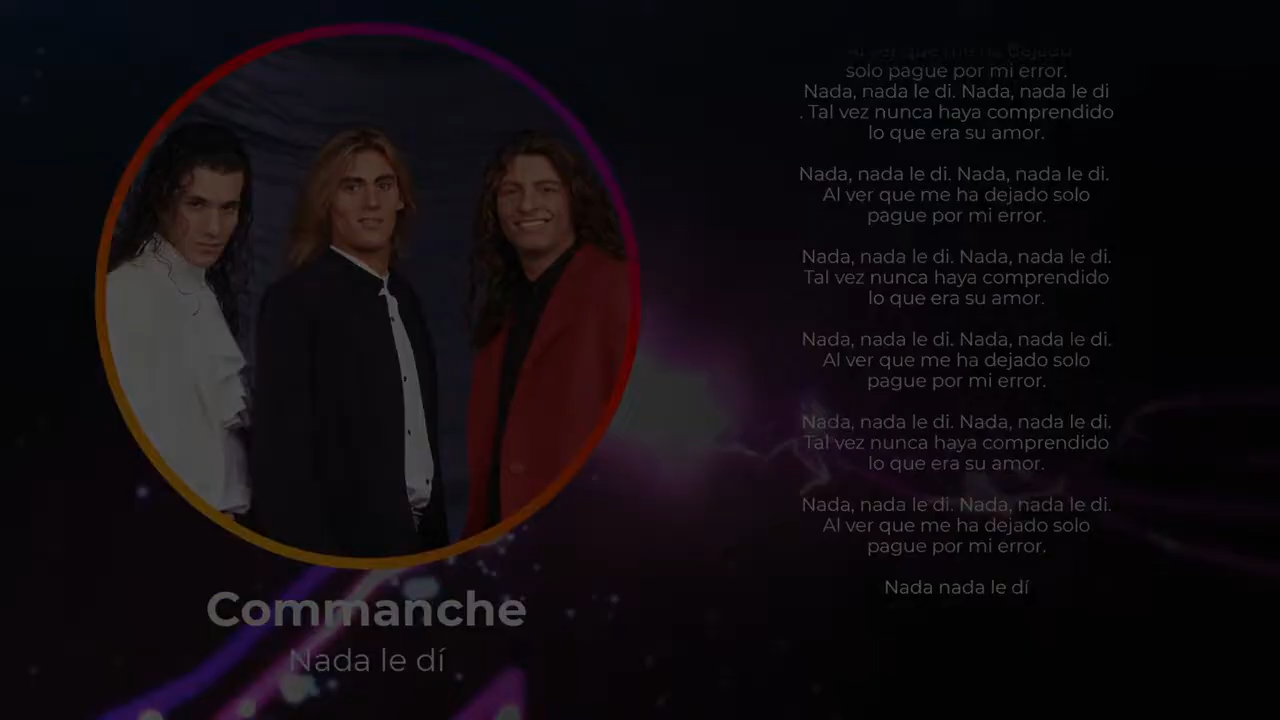 Al ver que me ha dejado
solo pague por mi error.
Nada, nada le di. Nada, nada le di
. Tal vez nunca haya comprendido
lo que era su amor.
Nada, nada le di. Nada, nada le di.
Al ver que me ha dejado solo
pague por mi error.
Nada, nada le di. Nada, nada le di.
Tal vez nunca haya comprendido
lo que era su amor.
Nada, nada le di. Nada, nada le di.
Al ver que me ha dejado solo
pague por mi error.
Nada, nada le di. Nada, nada le di.
Tal vez nunca haya comprendido
lo que era su amor.
Nada, nada le di. Nada, nada le di.
Al ver que me ha dejado solo
pague por mi error.
Nada nada le dí
Commanche
Nada le dí